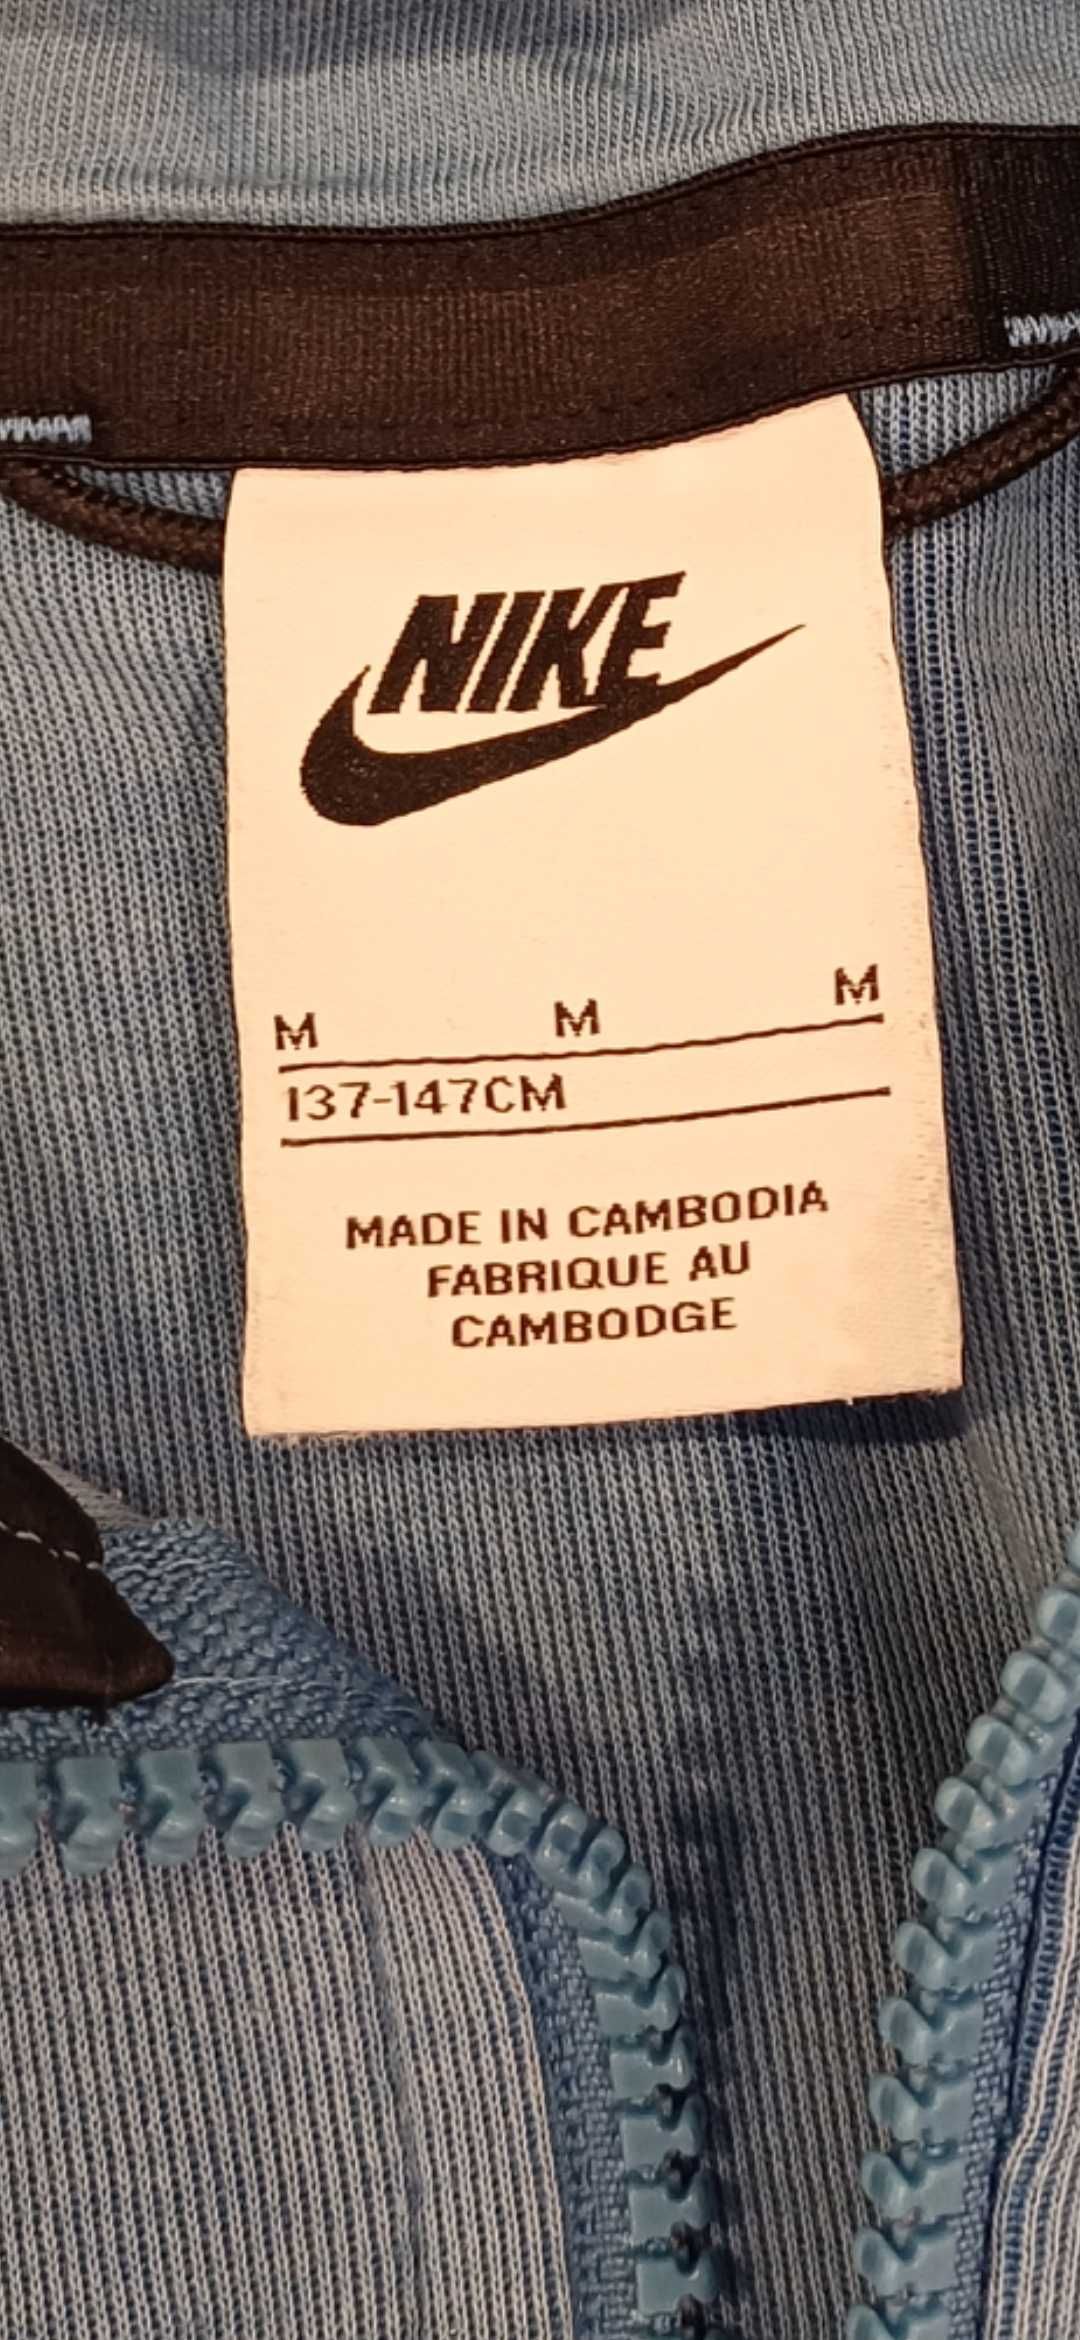 NIKE
M M M
137-147CM
MADE IN CAMBODIA
FABRIQUE AU
CAMBODGE